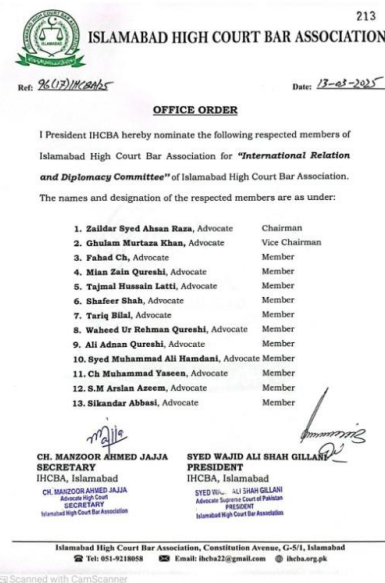 213
ISLAMABAD HIGH COURT BAR ASSOCIATION
Ref: 96(17)/IHCBA/25 Date: 13-03-2025
OFFICE ORDER
I President IHCBA hereby nominate the following respected members of
Islamabad High Court Bar Association for "International Relation
and Diplomacy Committee" of Islamabad High Court Bar Association.
The names and designation of the respected members are as under:
1. Zaildar Syed Ahsan Raza, Advocate Chairman
2. Ghulam Murtaza Khan, Advocate Vice Chairman
3. Fahad Ch, Advocate Member
4. Mian Zain Qureshi, Advocate Member
5. Tajmal Hussain Latti, Advocate Member
6. Shafeer Shah, Advocate Member
7. Tariq Bilal, Advocate Member
8. Waheed Ur Rehman Qureshi, Advocate Member
9. Ali Adnan Qureshi, Advocate Member
10. Syed Muhammad Ali Hamdani, Advocate Member
11. Ch Muhammad Yaseen, Advocate Member
12. S.M Arslan Azeem, Advocate Member
13. Sikandar Abbasi, Advocate Member
CH. MANZOOR AHMED JAJJA SYED WAJID ALI SHAH GILLANI
SECRETARY PRESIDENT
IHCBA, Islamabad IHCBA, Islamabad
CH. MANZOOR AHMED JAJJA SYED ALI SHAH GILLANI
Advocate High Court Advocate Supreme Court of Pakistan
SECRETARY PRESIDENT
Islamabad High Court Bar Association Islamabad High Court Bar Association
Islamabad High Court Bar Association, Constitution Avenue, G-5/1, Islamabad
Tel: 051-9218058 Email: ihcba22@gmail.com ihcba.org.pk
Scanned with CamScanner